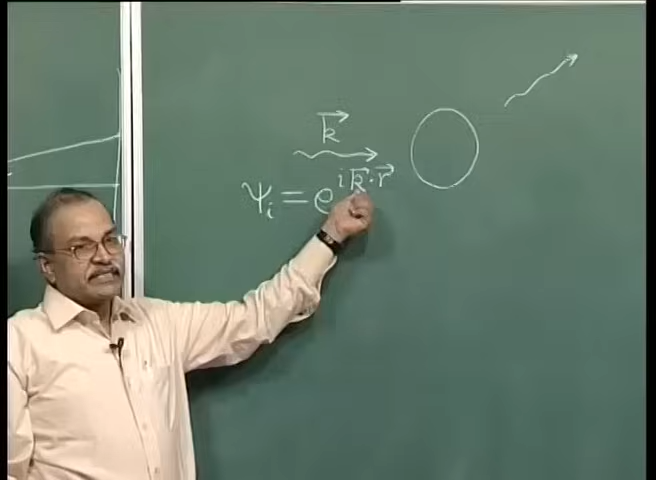 k⃗
Ψᵢ = e^{i k⃗·r⃗}